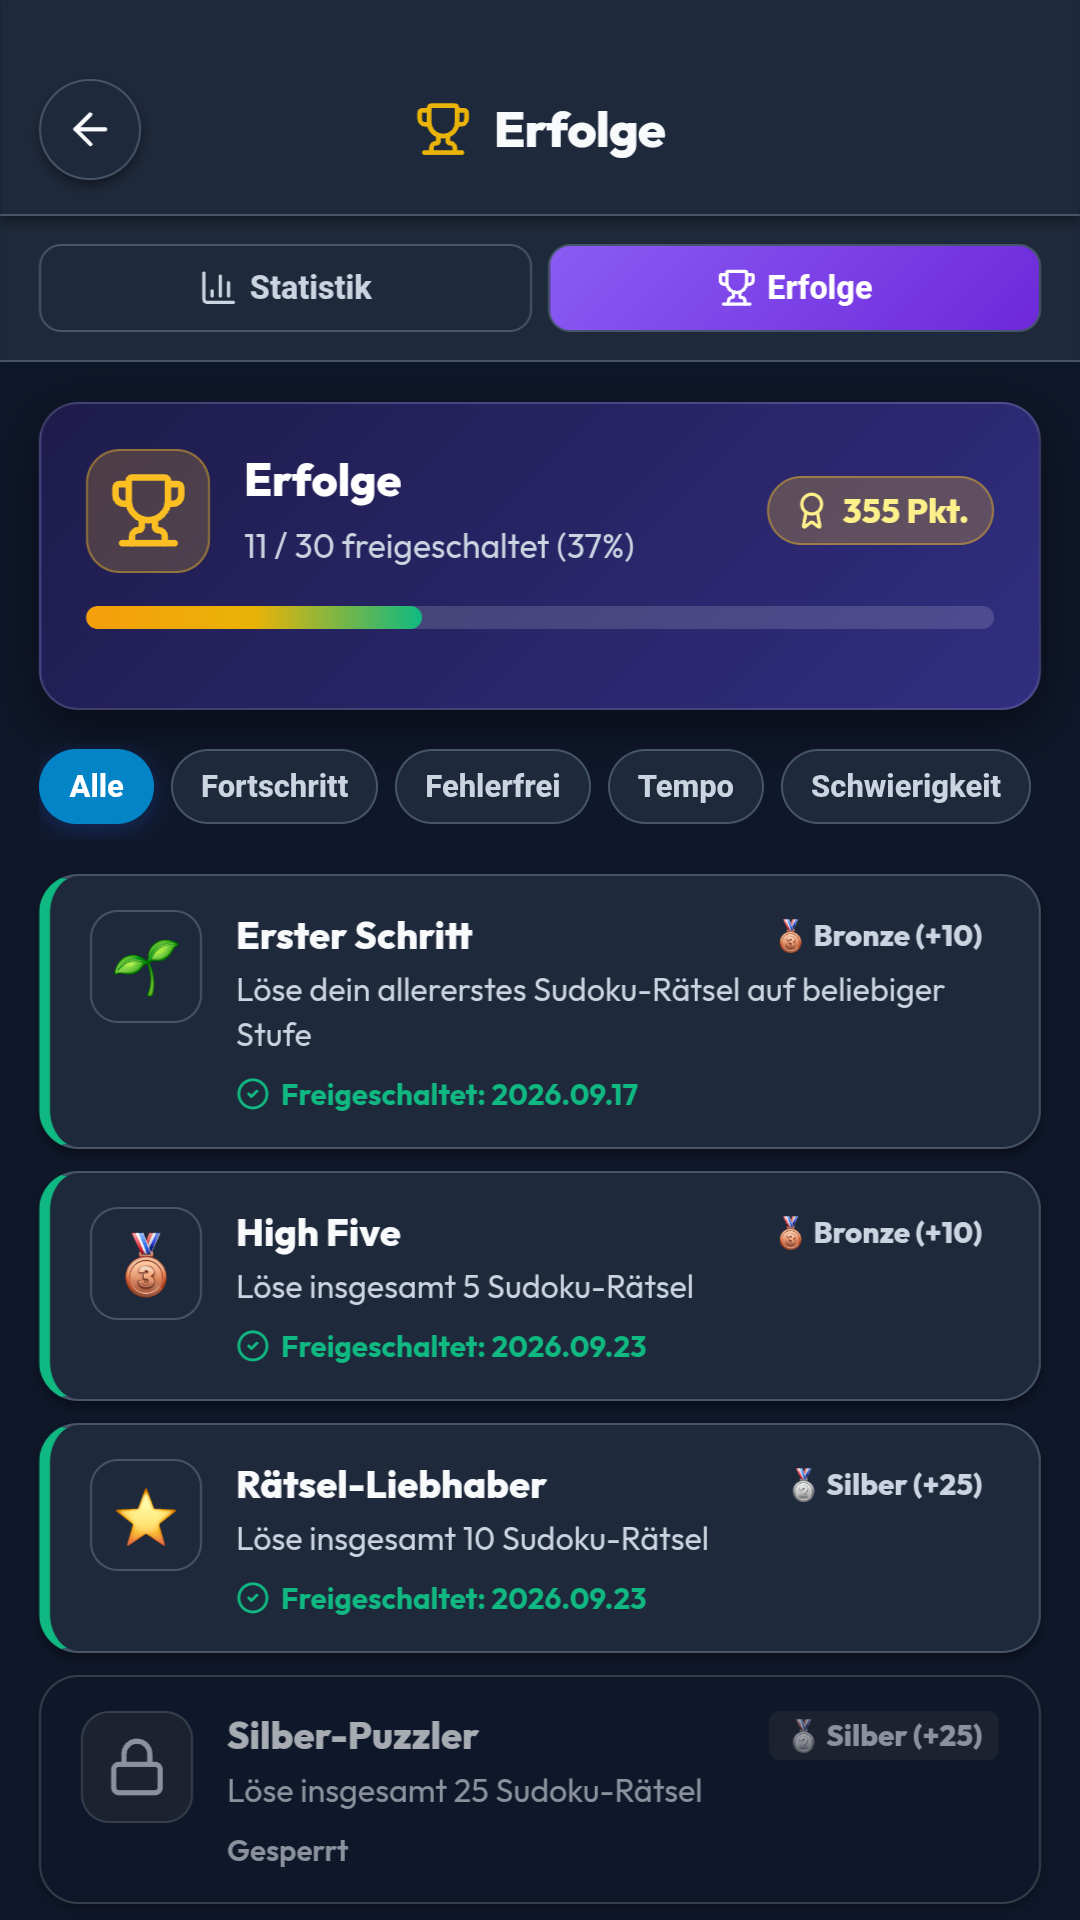 Erfolge
Statistik
Erfolge
Erfolge
355 Pkt.
11 / 30 freigeschaltet (37%)
Alle
Fortschritt
Fehlerfrei
Tempo
Schwierigkeit
Erster Schritt
Bronze (+10)
Löse dein allererstes Sudoku-Rätsel auf beliebiger
Stufe
Freigeschaltet: 2026.09.17
High Five
Bronze (+10)
Löse insgesamt 5 Sudoku-Rätsel
Freigeschaltet: 2026.09.23
Rätsel-Liebhaber
Silber (+25)
Löse insgesamt 10 Sudoku-Rätsel
Freigeschaltet: 2026.09.23
Silber-Puzzler
Silber (+25)
Löse insgesamt 25 Sudoku-Rätsel
Gesperrt